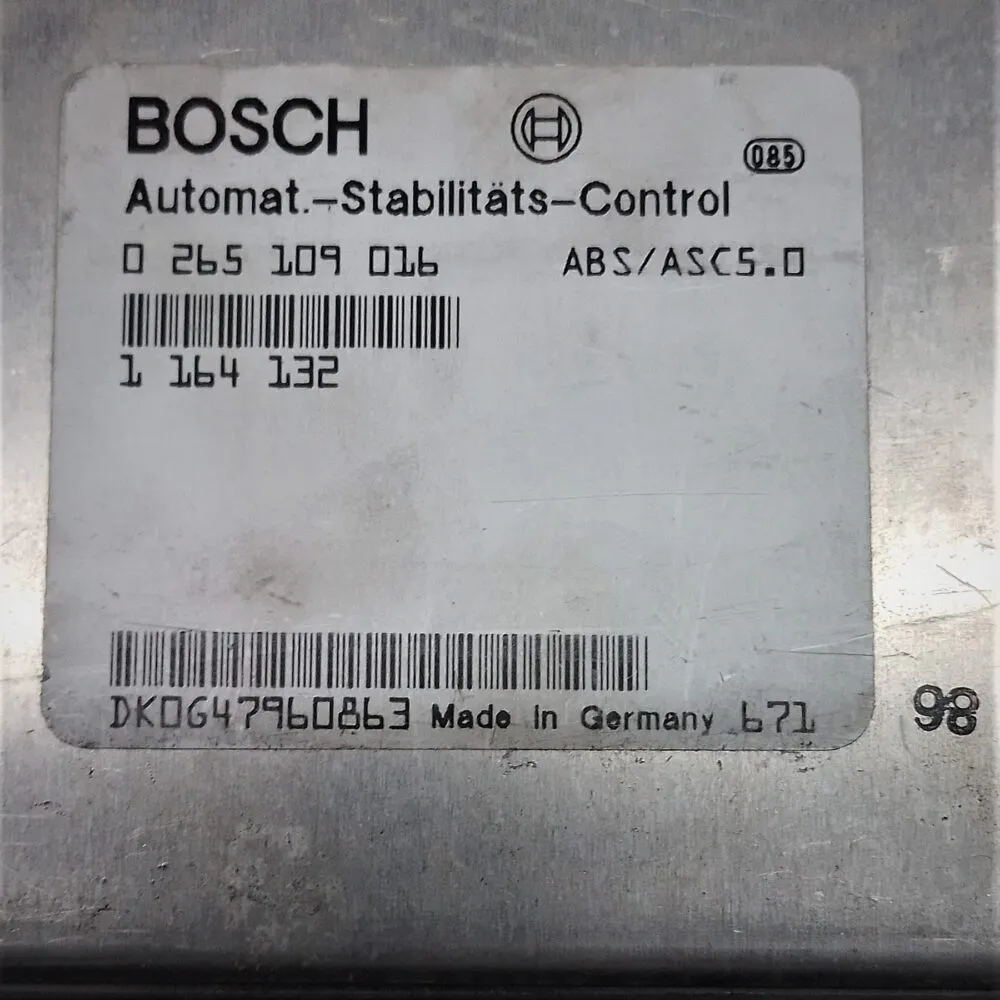 BOSCH
085
Automat.-Stabilitäts-Control
0 265 109 016 ABS/ASC5.0
1 164 132
DK0647960863 Made in Germany 671
98